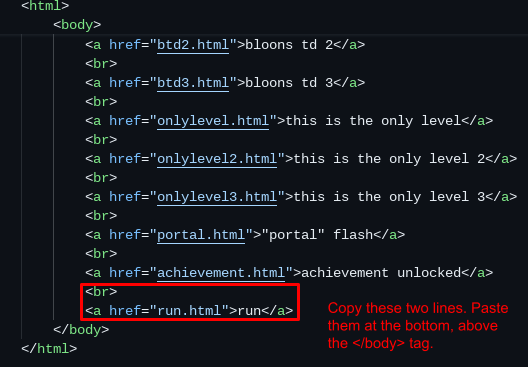 <html>
<body>
<a href="btd2.html">bloons td 2</a>
<br>
<a href="btd3.html">bloons td 3</a>
<br>
<a href="onlylevel.html">this is the only level</a>
<br>
<a href="onlylevel2.html">this is the only level 2</a>
<br>
<a href="onlylevel3.html">this is the only level 3</a>
<br>
<a href="portal.html">"portal" flash</a>
<br>
<a href="achievement.html">achievement unlocked</a>
<br>
<a href="run.html">run</a>
</body>
</html>
Copy these two lines. Paste
them at the bottom, above
the </body> tag.